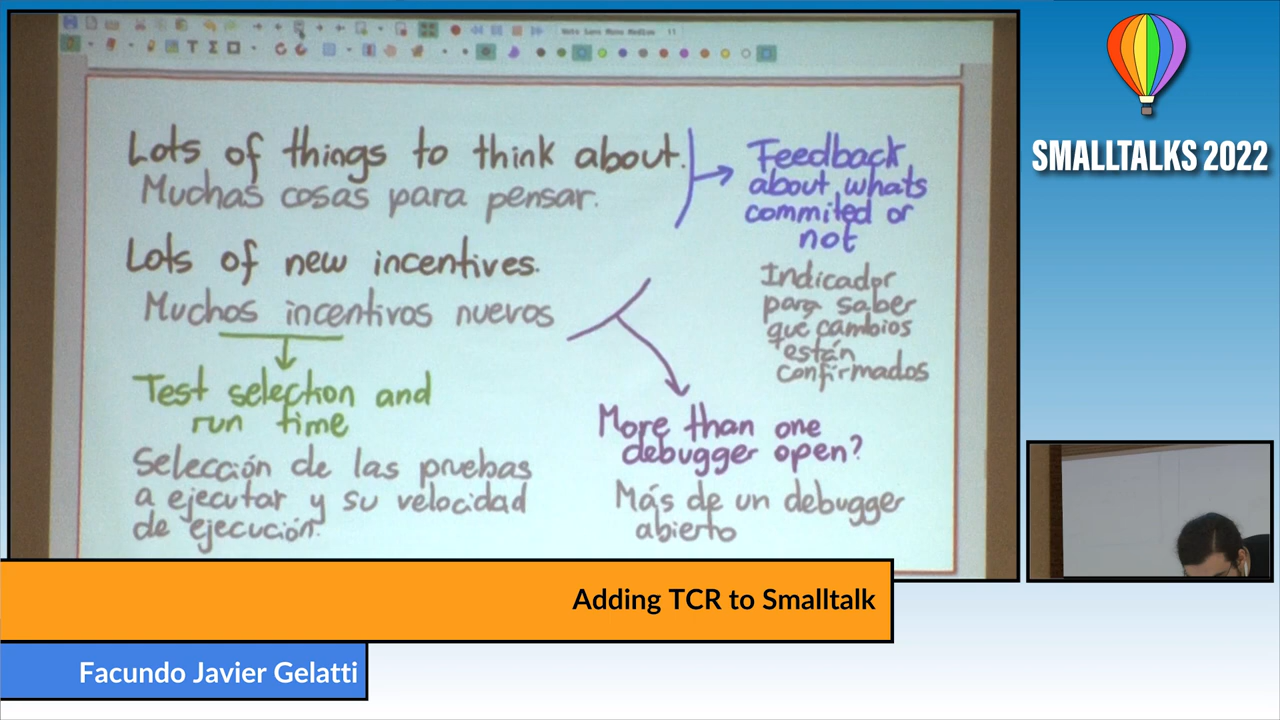 Lots of things to think about.
Muchas cosas para pensar.
Lots of new incentives.
Muchos incentivos nuevos
Test selection and
run time
Selección de las pruebas
a ejecutar y su velocidad
de ejecución.
Feedback
about whats
commited or
not
Indicador
para saber
qué cambios
están
confirmados
More than one
debugger open?
Más de un debugger
abierto
SMALLTALKS 2022
Adding TCR to Smalltalk
Facundo Javier Gelatti